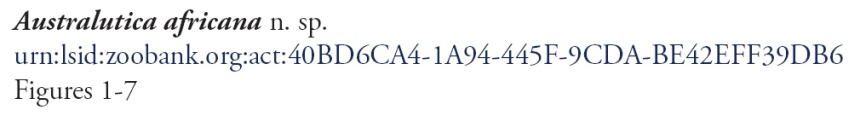 Australutica africana n. sp.
urn:lsid:zoobank.org:act:40BD6CA4-1A94-445F-9CDA-BE42EFF39DB6
Figures 1-7